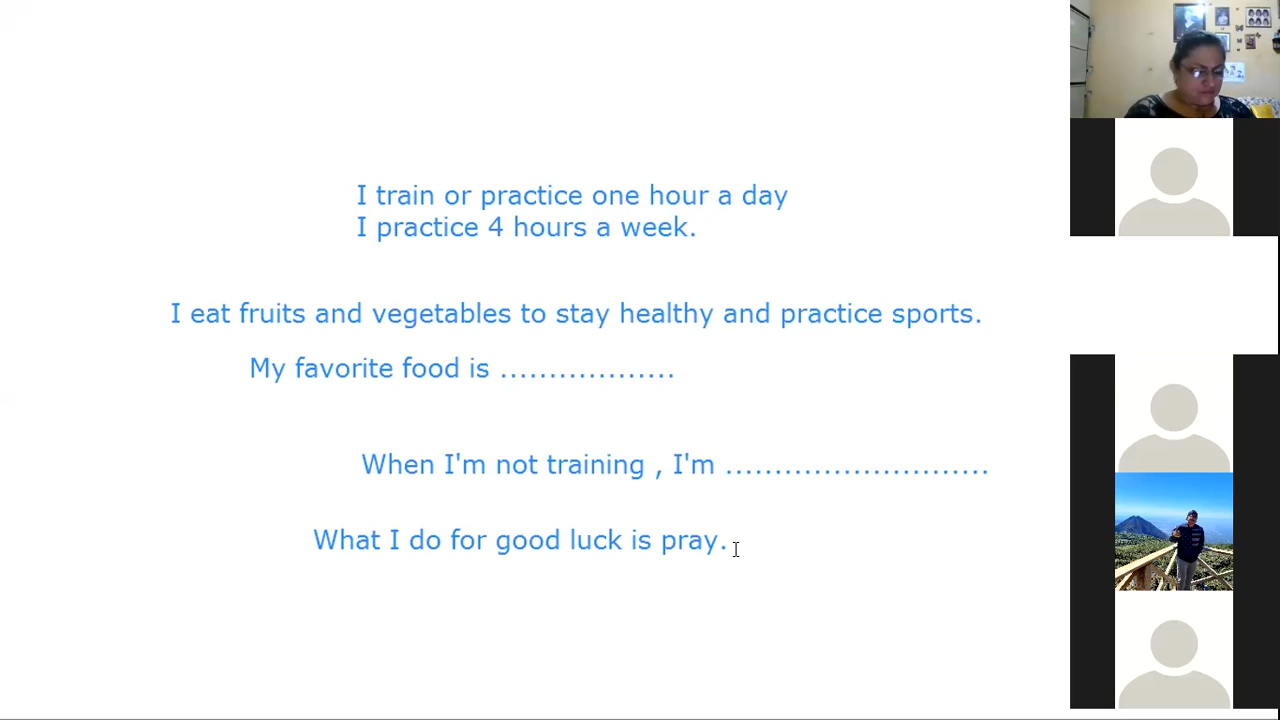 I train or practice one hour a day
I practice 4 hours a week.
I eat fruits and vegetables to stay healthy and practice sports.
My favorite food is ..................
When I'm not training , I'm ...........................
What I do for good luck is pray.